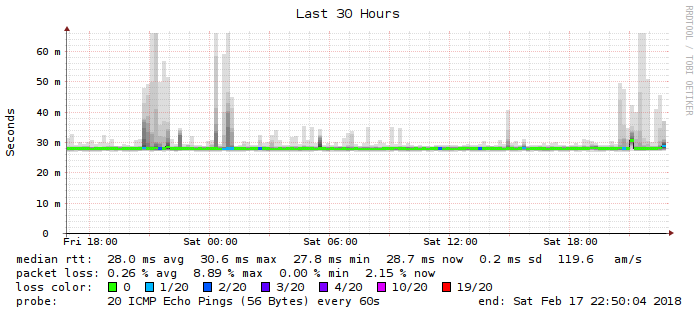 Last 30 Hours
RRDTOOL / TOBI OETIKER
Seconds
60 m
50 m
40 m
30 m
20 m
10 m
0
Fri 18:00 Sat 00:00 Sat 06:00 Sat 12:00 Sat 18:00
median rtt: 28.0 ms avg 30.6 ms max 27.8 ms min 28.7 ms now 0.2 ms sd 119.6 am/s
packet loss: 0.26 % avg 8.89 % max 0.00 % min 2.15 % now
loss color: 0 1/20 2/20 3/20 4/20 10/20 19/20
probe: 20 ICMP Echo Pings (56 Bytes) every 60s end: Sat Feb 17 22:50:04 2018